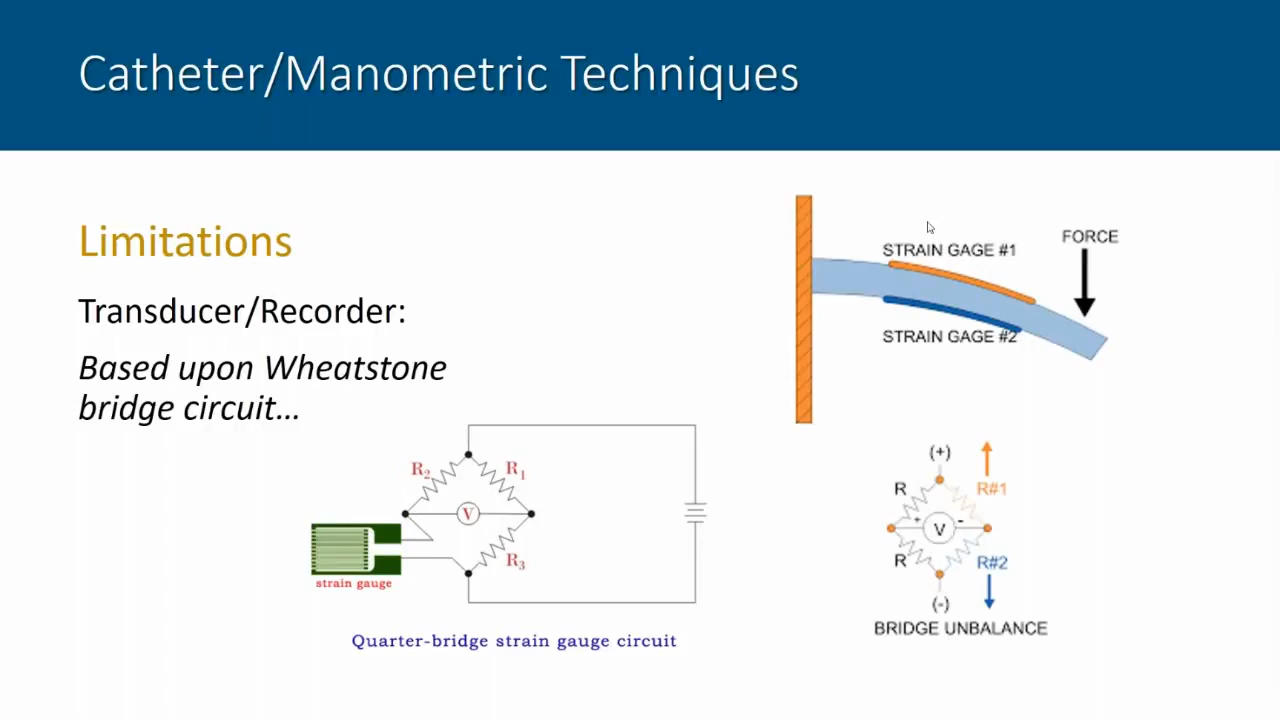 Catheter/Manometric Techniques
Limitations
Transducer/Recorder:
Based upon Wheatstone
bridge circuit...
STRAIN GAGE #1
FORCE
STRAIN GAGE #2
R2
R1
V
R3
strain gauge
Quarter-bridge strain gauge circuit
(+)
R
R#1
+
V
-
R
R#2
(-)
BRIDGE UNBALANCE